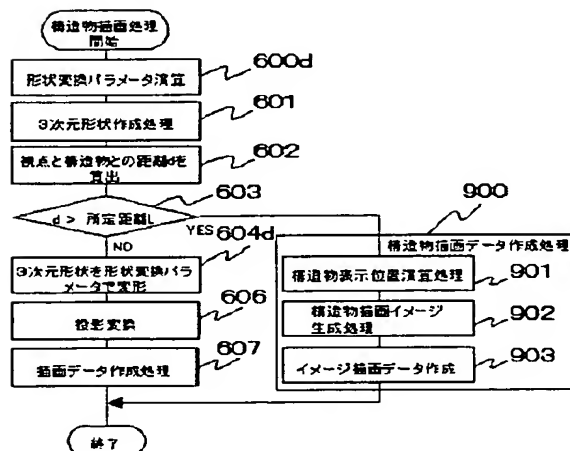 構造物描画処理
開始
600d
形状変換パラメータ演算
601
3次元形状作成処理
602
視点と構造物との距離dを
算出
603
d > 所定距離L
YES
NO
900
構造物描画データ作成処理
604d
3次元形状を形状変換パラ
メータで変形
構造物表示位置演算処理
901
606
投影変換
構造物描画イメージ
生成処理
902
607
描画データ作成処理
イメージ描画データ作成
903
終了